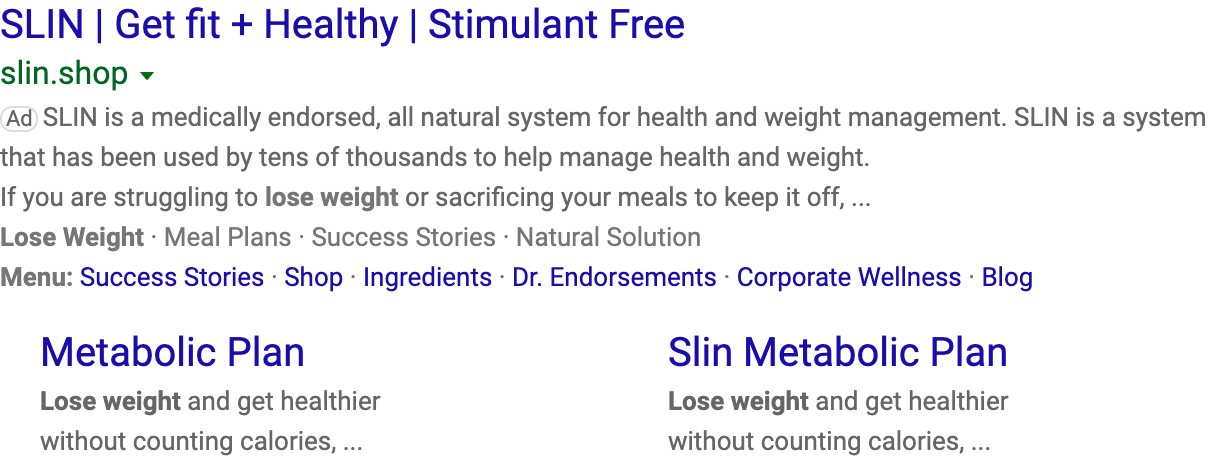 SLIN | Get fit + Healthy | Stimulant Free
slin.shop
Ad SLIN is a medically endorsed, all natural system for health and weight management. SLIN is a system
that has been used by tens of thousands to help manage health and weight.
If you are struggling to lose weight or sacrificing your meals to keep it off, ...
Lose Weight · Meal Plans · Success Stories · Natural Solution
Menu: Success Stories · Shop · Ingredients · Dr. Endorsements · Corporate Wellness · Blog
Metabolic Plan
Lose weight and get healthier
without counting calories, ...
Slin Metabolic Plan
Lose weight and get healthier
without counting calories, ...